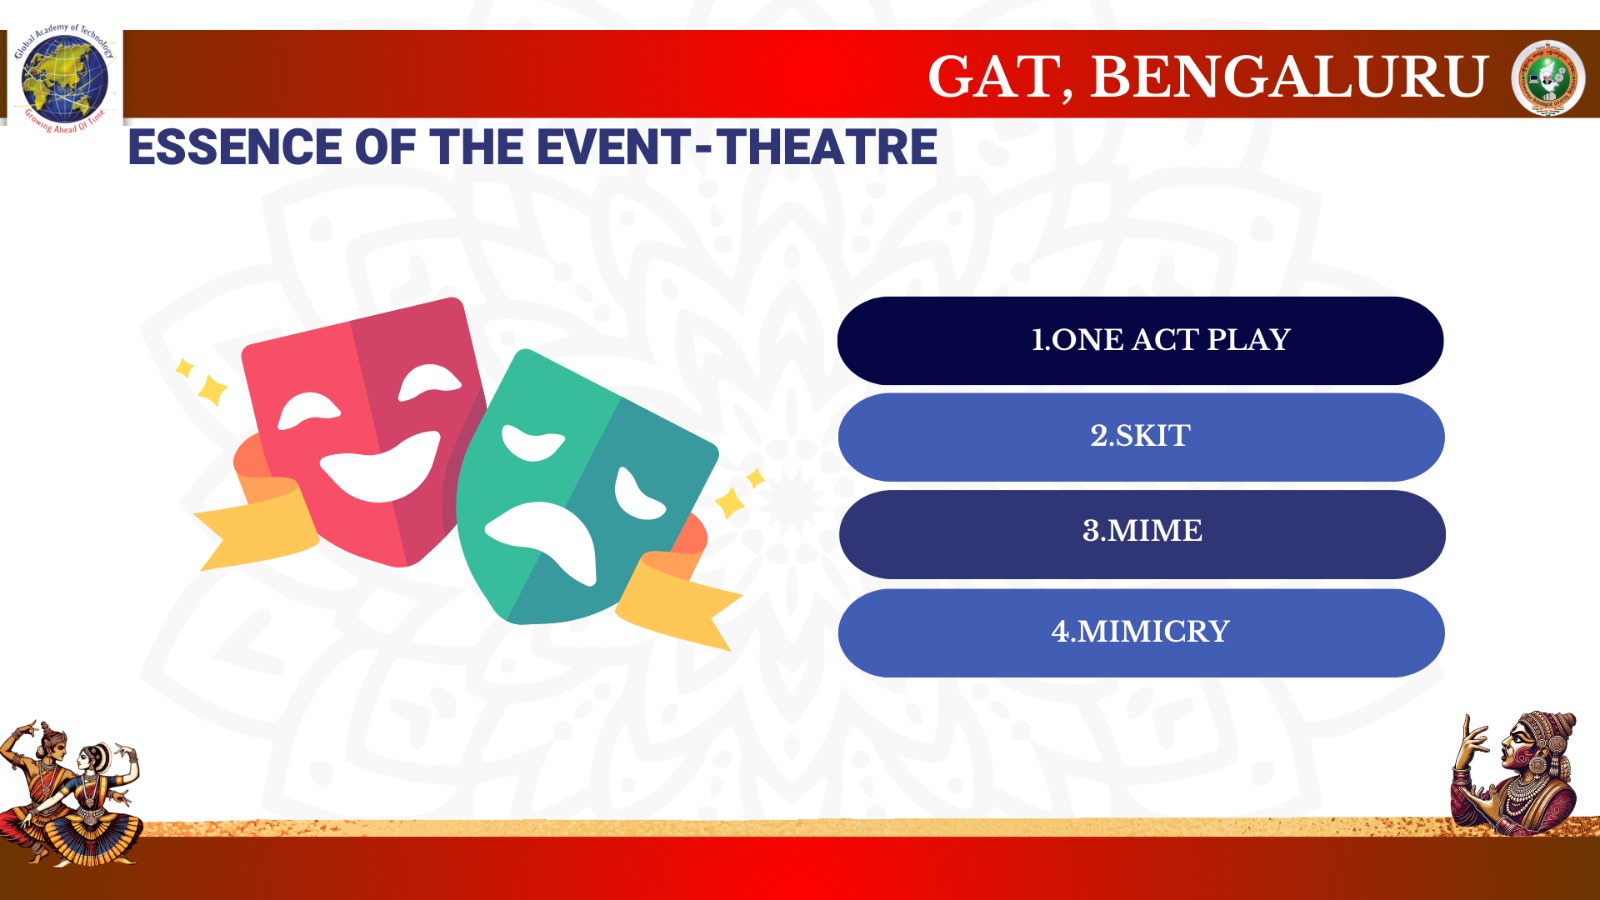 Global Academy of Technology
Growing Ahead Of Time
GAT, BENGALURU
ESSENCE OF THE EVENT-THEATRE
1.ONE ACT PLAY
2.SKIT
3.MIME
4.MIMICRY